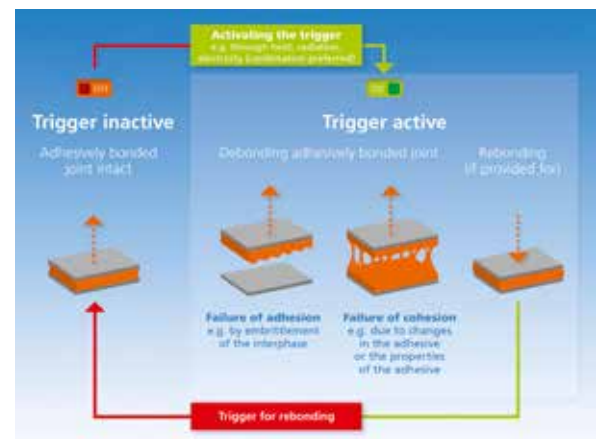 Activating the trigger
e.g. through heat, radiation,
electricity (combination preferred)
Trigger inactive
Adhesively bonded
joint intact
Trigger active
Debonding adhesively bonded joint
Rebonding
(if provided for)
Failure of adhesion
e.g. by embrittlement
of the interphase
Failure of cohesion
e.g. due to changes
in the adhesive
or the properties
of the adhesive
Trigger for rebonding